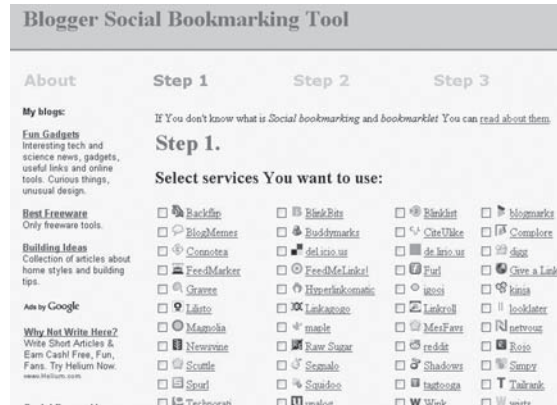 Blogger Social Bookmarking Tool
About
Step 1
Step 2
Step 3
My blogs:
Fun Gadgets
Interesting tech and
science news, gadgets,
useful links and online
tools. Curious things,
unusual design.
Best Freeware
Only freeware tools.
Building Ideas
Collection of articles about
home styles and building
tips.
Ads by Google
Why Not Write Here?
Write Short Articles &
Earn Cash! Free, Fun,
Fans. Try Helium Now.
www.Helium.com
If You don't know what is Social bookmarking and bookmarklet You can read about them
Step 1.
Select services You want to use:
Backflip BlinkBits Blinklist blogmarks
BlogMemes Buddymarks CiteUlike Complore
Connotea del.icio.us de.lirio.us digg
FeedMarker FeedMeLinks! Furl Give a Link
Gravee Hyperlinkomatic igooi kinja
Lilisto Linkagogo Linkroll looklater
Magnolia maple MesFavs netvouz
Newsvine Raw Sugar reddit Rojo
Scuttle Segnalo Shadows Simpy
Spurl Squidoo tagtooga Tailrank
Technorati unalog Wink wists